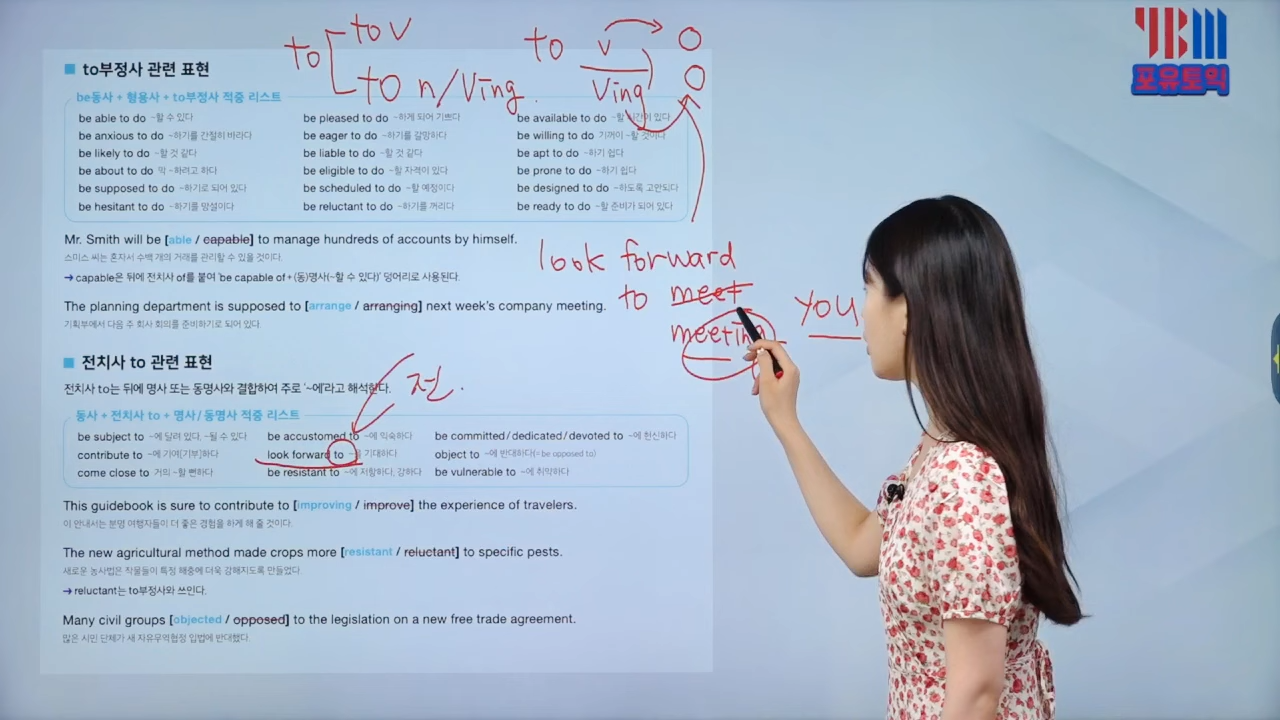 YBM
포유토익
to
to v
to n/Ving.
to
v
Ving
to부정사 관련 표현
be동사 + 형용사 + to부정사 적중 리스트
be able to do ~할 수 있다
be pleased to do ~하게 되어 기쁘다
be available to do ~할 시간이 있다
be anxious to do ~하기를 간절히 바라다
be eager to do ~하기를 갈망하다
be willing to do 기꺼이 ~할 것이다
be likely to do ~할 것 같다
be liable to do ~할 것 같다
be apt to do ~하기 쉽다
be about to do 막 ~하려고 하다
be eligible to do ~할 자격이 있다
be prone to do ~하기 쉽다
be supposed to do ~하기로 되어 있다
be scheduled to do ~할 예정이다
be designed to do ~하도록 고안되다
be hesitant to do ~하기를 망설이다
be reluctant to do ~하기를 꺼리다
be ready to do ~할 준비가 되어 있다
Mr. Smith will be [able / capable] to manage hundreds of accounts by himself.
스미스 씨는 혼자서 수백 개의 거래를 관리할 수 있을 것이다.
→ capable은 뒤에 전치사 of를 붙여 'be capable of + (동)명사(~할 수 있다)' 덩어리로 사용된다.
The planning department is supposed to [arrange / arranging] next week's company meeting.
기획부에서 다음 주 회사 회의를 준비하기로 되어 있다.
look forward
to meet
meeting you
전치사 to 관련 표현
전치사 to는 뒤에 명사 또는 동명사와 결합하여 주로 '~에'라고 해석한다.
전.
동사 + 전치사 to + 명사/동명사 적중 리스트
be subject to ~에 달려 있다, ~될 수 있다
be accustomed to ~에 익숙하다
be committed/dedicated/devoted to ~에 헌신하다
contribute to ~에 기여[기부]하다
look forward to ~을 기대하다
object to ~에 반대하다(= be opposed to)
come close to 거의 ~할 뻔하다
be resistant to ~에 저항하다, 강하다
be vulnerable to ~에 취약하다
This guidebook is sure to contribute to [improving / improve] the experience of travelers.
이 안내서는 분명 여행자들이 더 좋은 경험을 하게 해 줄 것이다.
The new agricultural method made crops more [resistant / reluctant] to specific pests.
새로운 농사법은 작물들이 특정 해충에 더욱 강해지도록 만들었다.
→ reluctant는 to부정사와 쓰인다.
Many civil groups [objected / opposed] to the legislation on a new free trade agreement.
많은 시민 단체가 새 자유무역협정 입법에 반대했다.